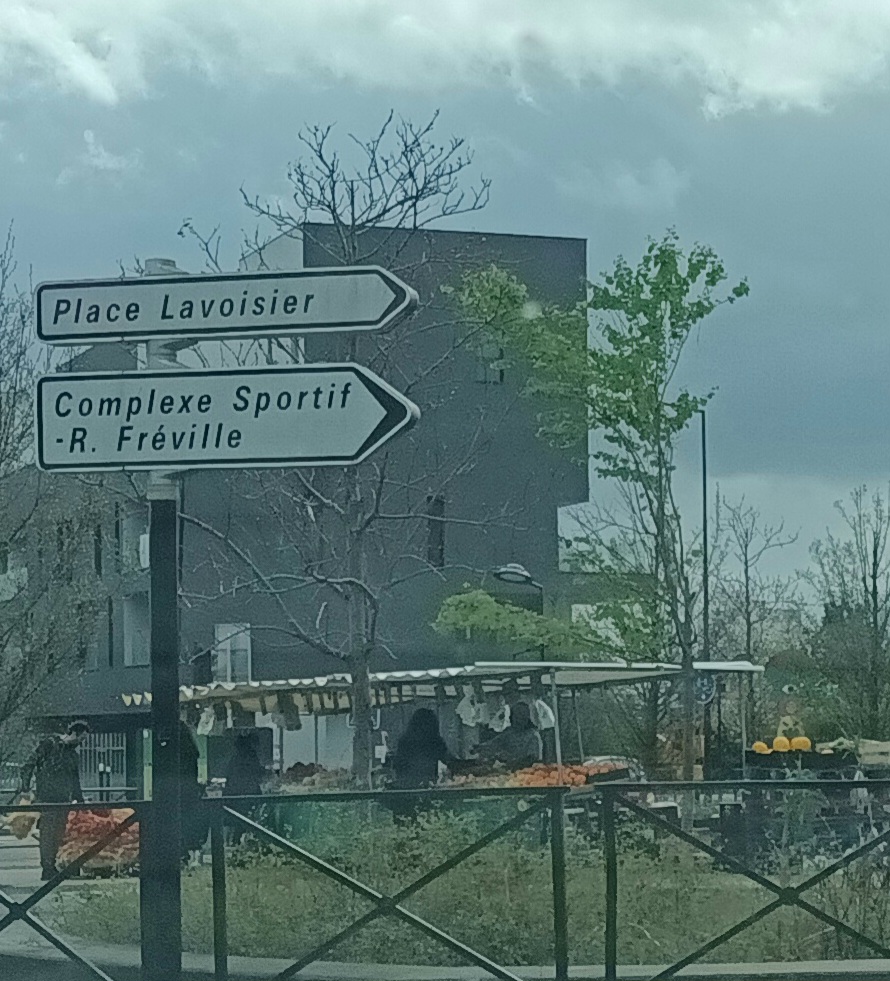 Place Lavoisier
Complexe Sportif
-R. Fréville